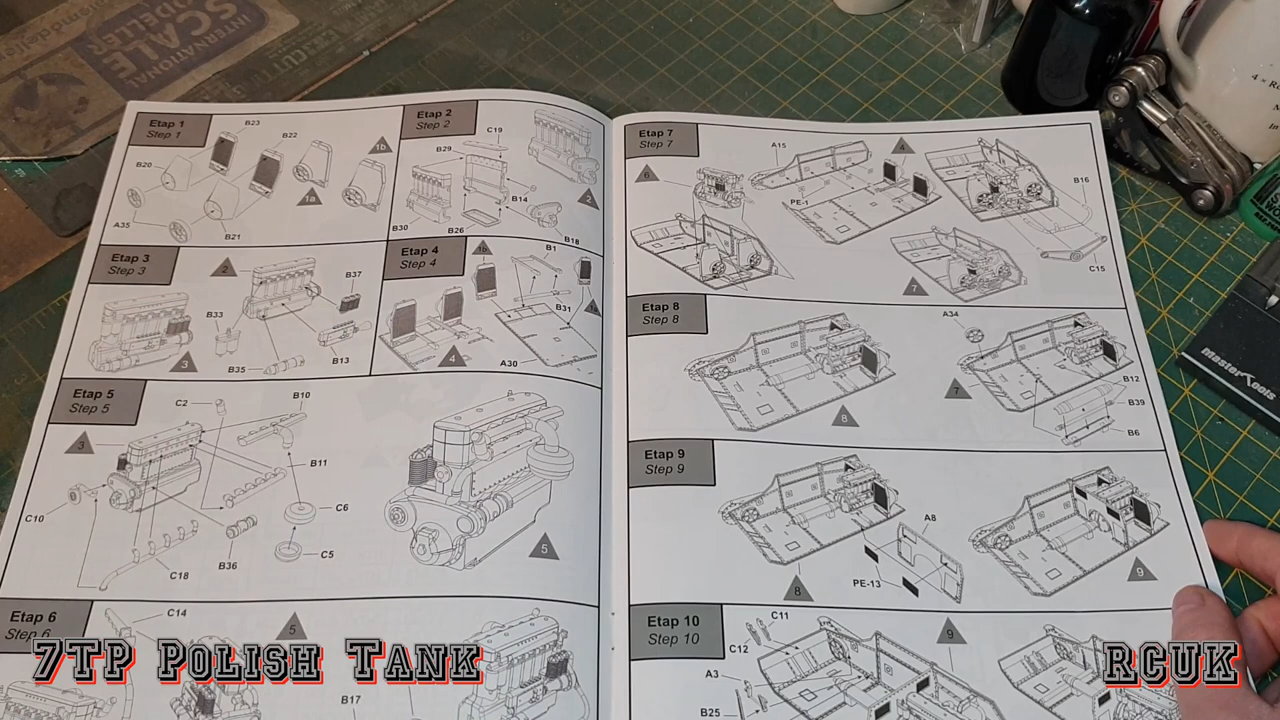 INTERNATIONAL
SCALE
MODELLER
Etap 1
Step 1
B23
B22
B20
1b
1a
A35
B21
Etap 2
Step 2
C19
B29
B14
2
B30
B26
B18
Etap 3
Step 3
2
B37
B33
3
B35
B13
Etap 4
Step 4
1b
B1
B31
4
A30
Etap 5
Step 5
C2
B10
3
B11
C10
C6
C5
B36
C18
5
Etap 6
Step 6
C14
5
B17
Etap 7
Step 7
A15
4
6
B16
PE-1
C15
7
Etap 8
Step 8
A34
7
B12
B39
8
B6
Etap 9
Step 9
A8
PE-13
8
9
Etap 10
Step 10
C11
9
C12
A3
B25
MasterTools
7TP Polish Tank
RCUK